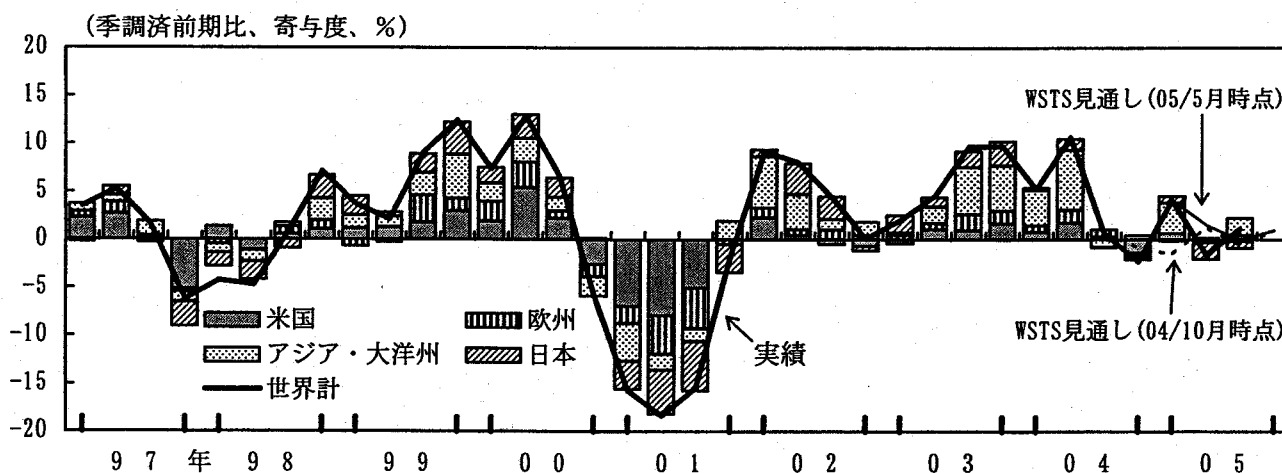 (季調済前期比、寄与度、%)
20
15
10
5
0
-5
-10
-15
-20
WSTS見通し(05/5月時点)
WSTS見通し(04/10月時点)
実績
米国
欧州
アジア・大洋州
日本
世界計
97年 98 99 00 01 02 03 04 05